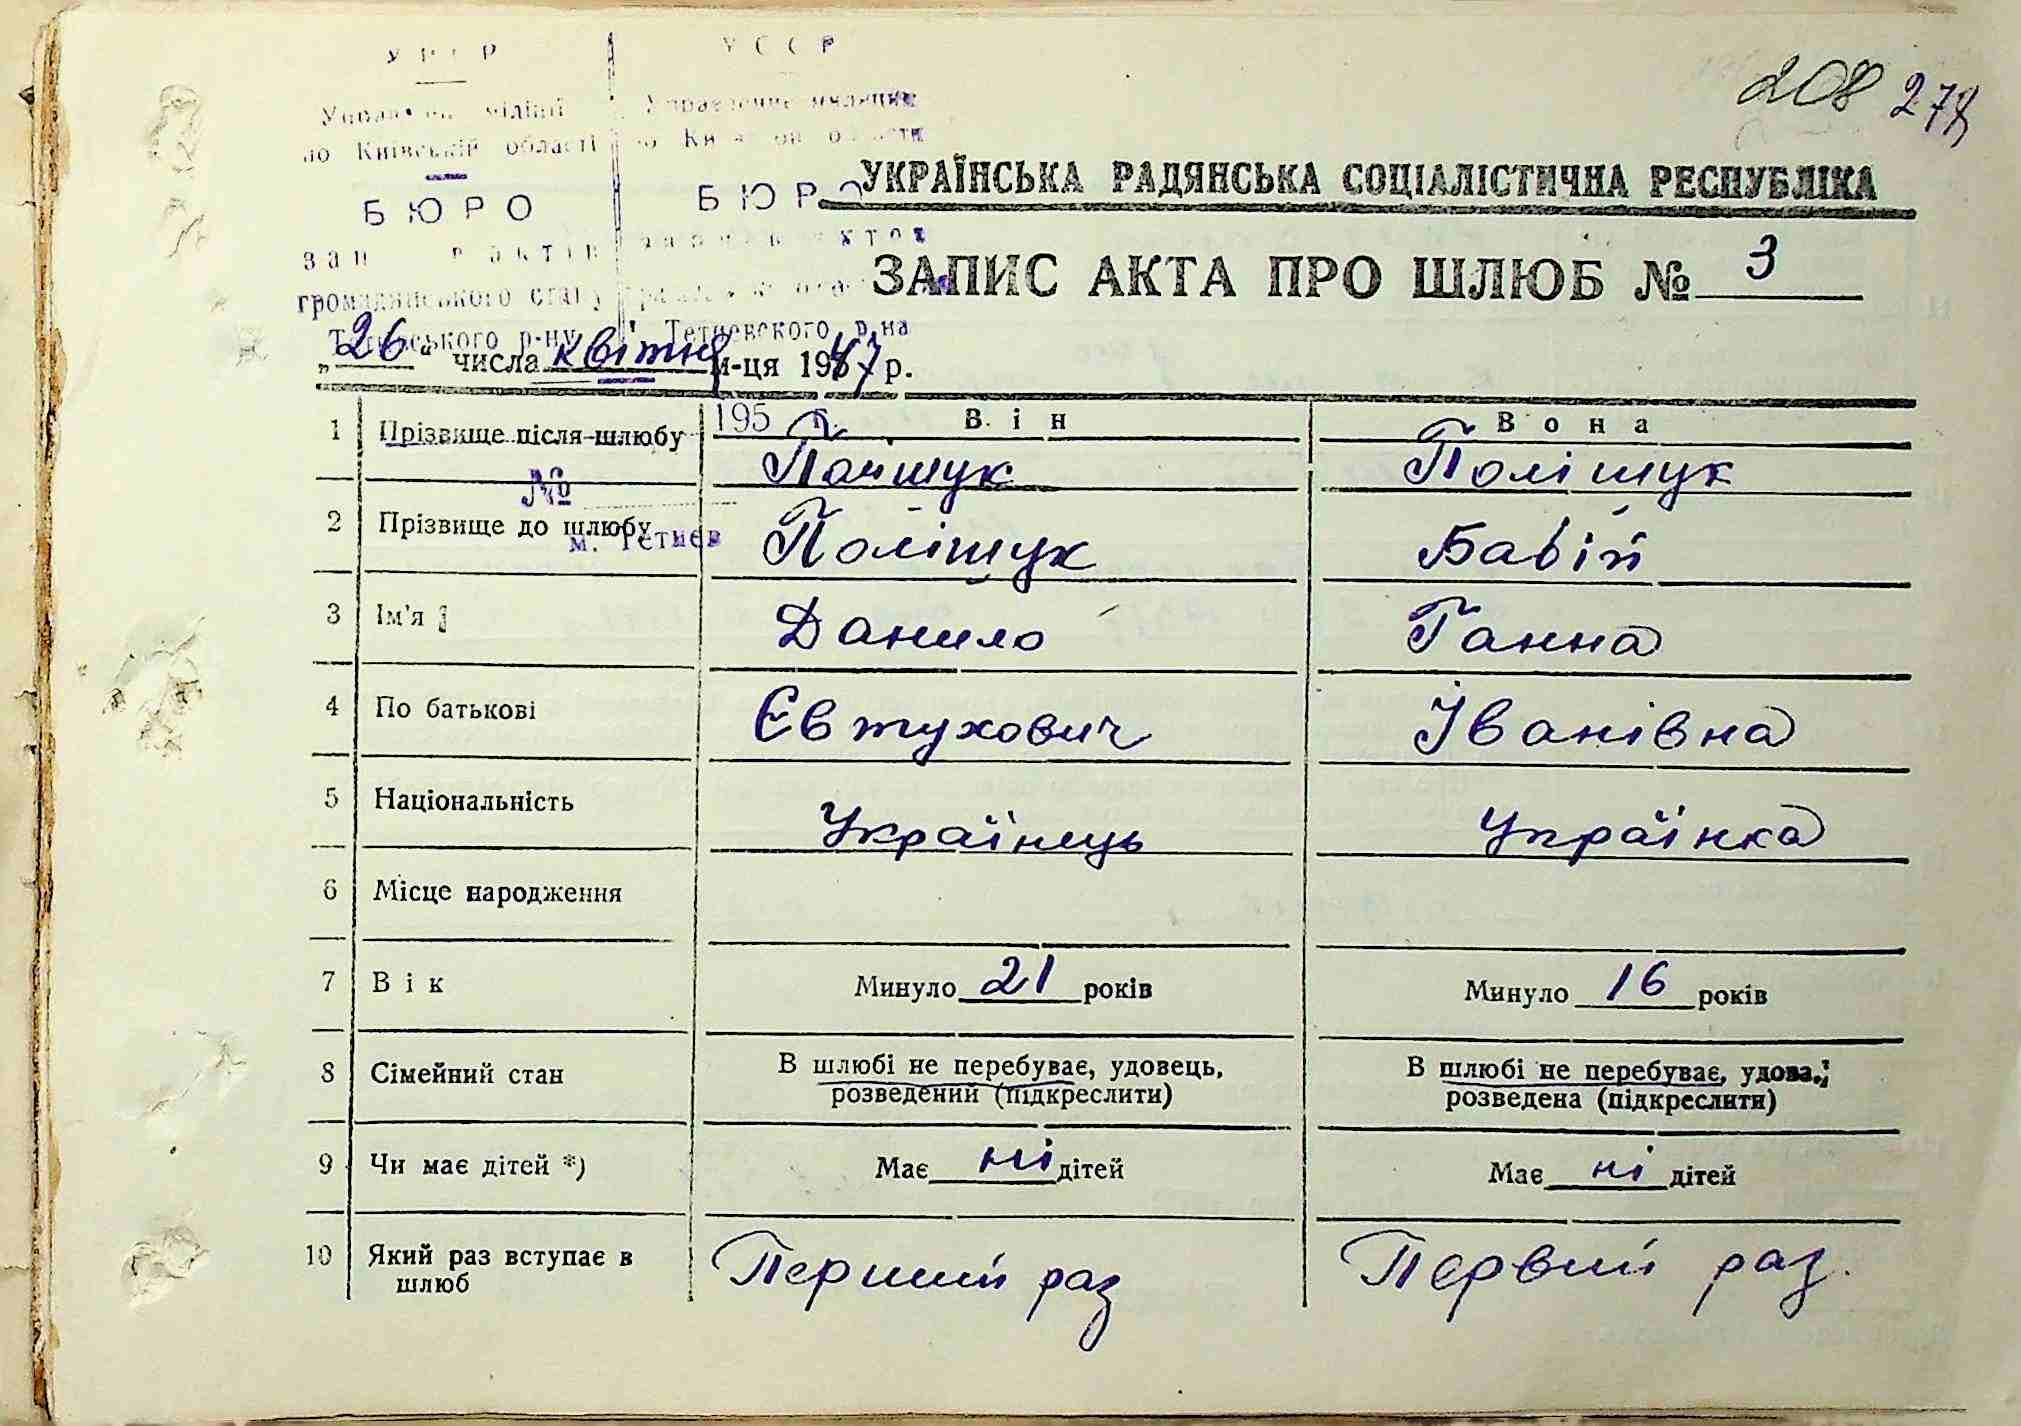 УРСР УССР
208 278
Управління міліції Управление милиции
по Київській області по Киевской области
УКРАЇНСЬКА РАДЯНСЬКА СОЦІАЛІСТИЧНА РЕСПУБЛІКА
БЮРО БЮРО
ЗАПИС АКТА ПРО ШЛЮБ № 3
громадянського стану
р-ну Тетиевского р-на
„26“ числа квітня м-ця 1947 р.
195 г.
Він Вона
1 Прізвище після шлюбу Поліщук
№
2 Прізвище до шлюбу Поліщук Бабій
м. Тетиев
3 Ім'я Данило Ганна
4 По батькові Євтухович Іванівна
5 Національність Українець Українка
6 Місце народження
7 Вік Минуло 21 років Минуло 16 років
8 Сімейний стан В шлюбі не перебуває, удовець, розведений (підкреслити) В шлюбі не перебуває, удова, розведена (підкреслити)
9 Чи має дітей *) Має ні дітей Має ні дітей
10 Який раз вступає в шлюб Перший раз Первий раз.